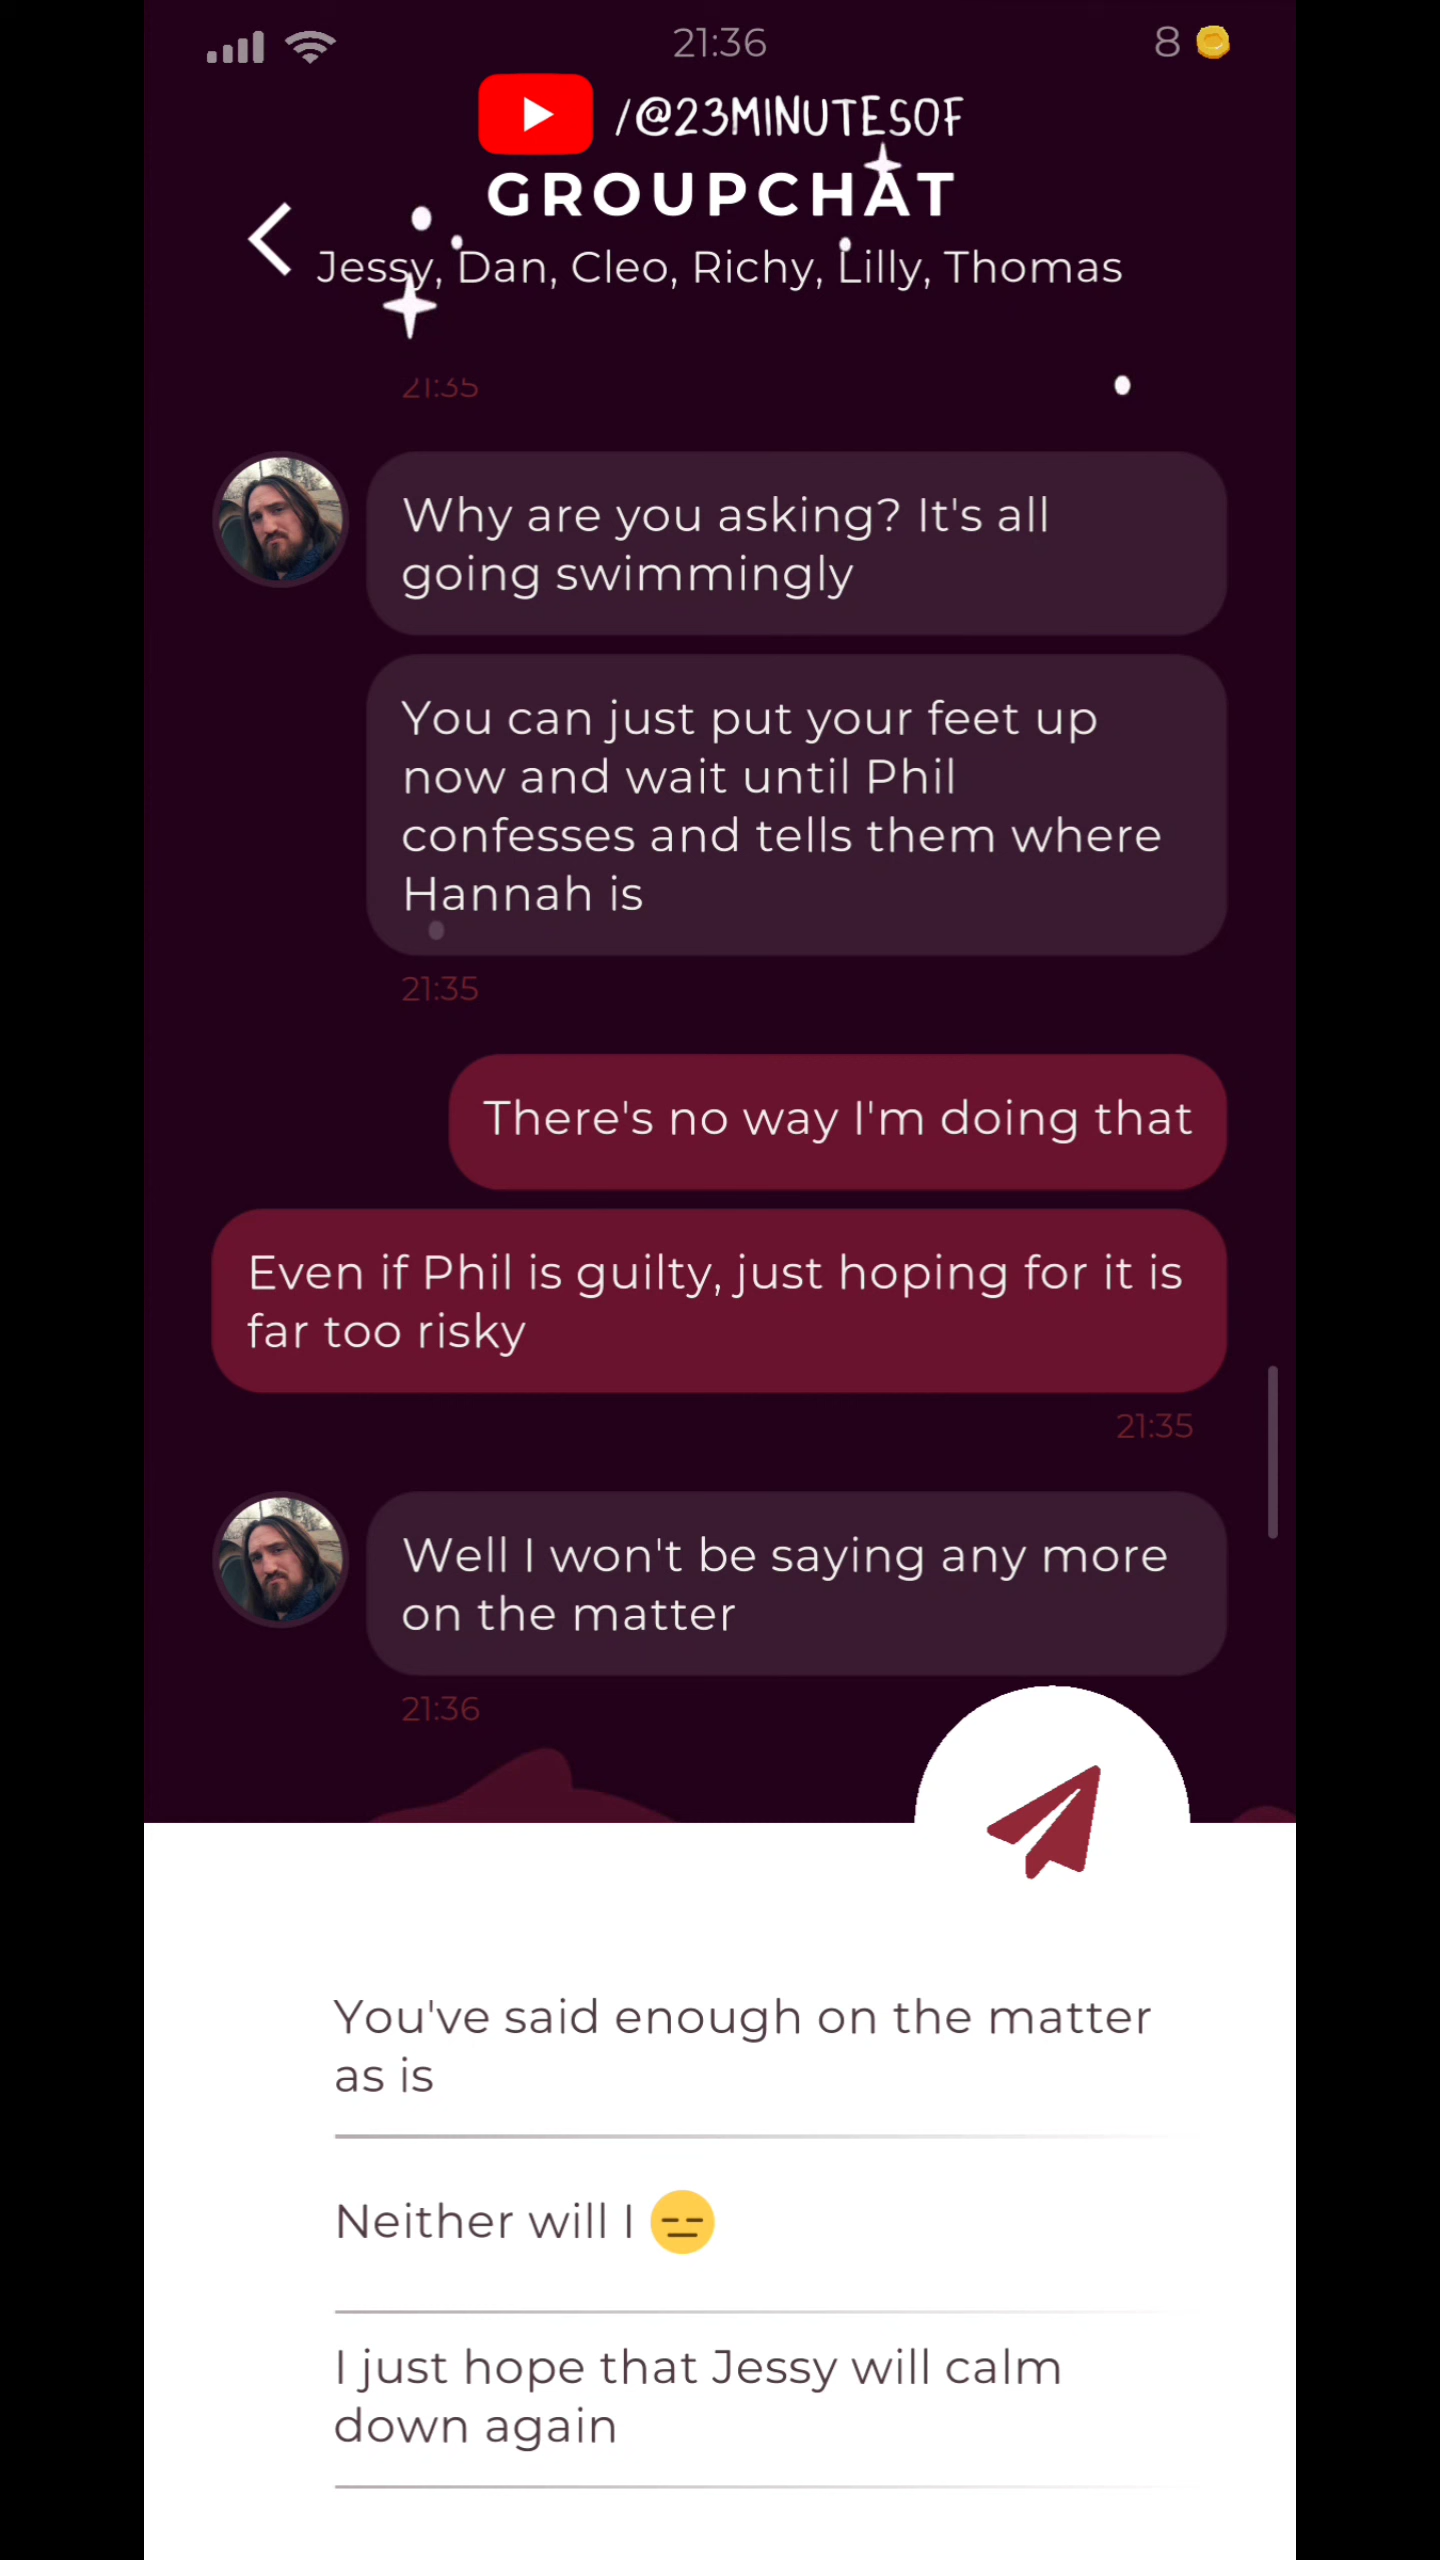 21:36
8
/@23MINUTESOF
GROUPCHAT
Jessy, Dan, Cleo, Richy, Lilly, Thomas
21:35
Why are you asking? It's all
going swimmingly
You can just put your feet up
now and wait until Phil
confesses and tells them where
Hannah is
21:35
There's no way I'm doing that
Even if Phil is guilty, just hoping for it is
far too risky
21:35
Well I won't be saying any more
on the matter
21:36
You've said enough on the matter
as is
Neither will I 😑
I just hope that Jessy will calm
down again